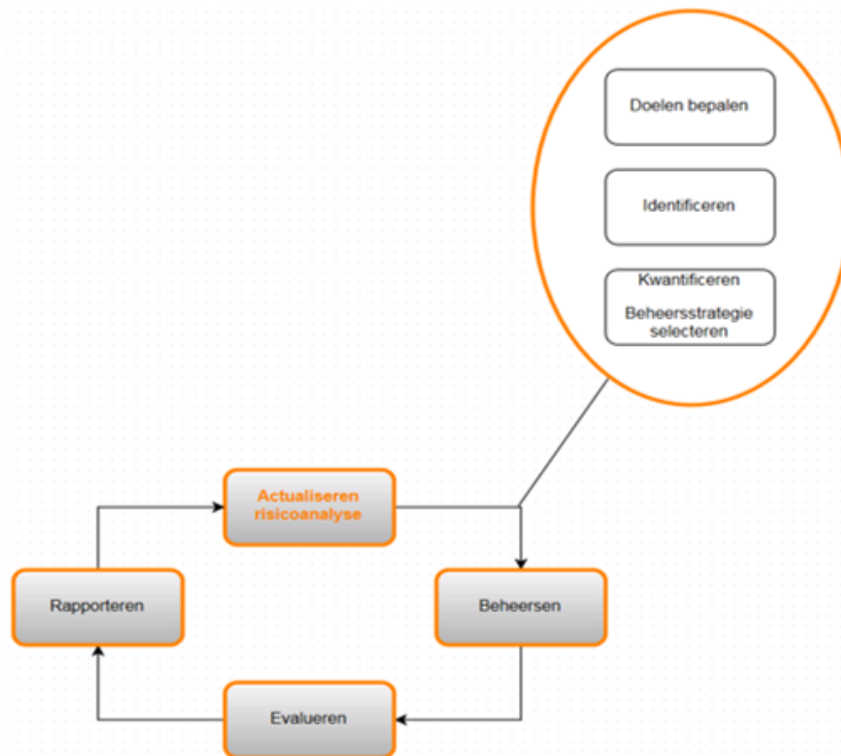 Doelen bepalen
Identificeren
Kwantificeren
Beheersstrategie
selecteren
Actualiseren
risicoanalyse
Rapporteren
Beheersen
Evalueren